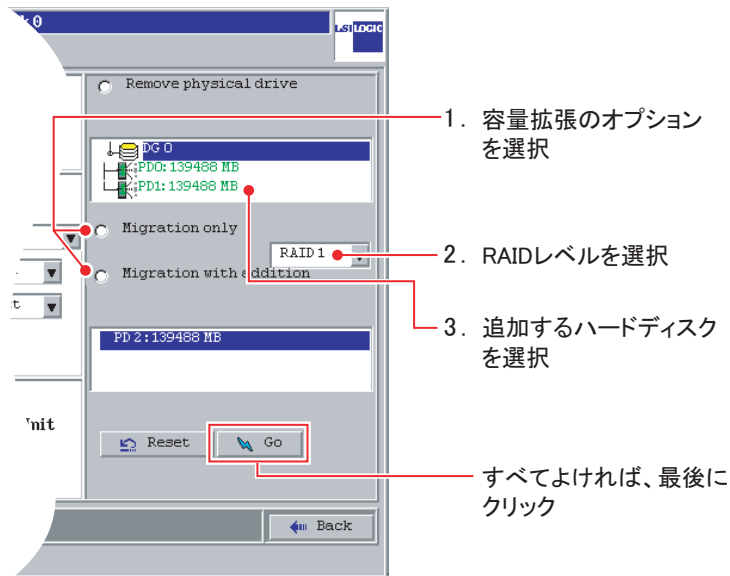 0
LSI LOGIC
Remove physical drive
DG 0
PD0: 139488 MB
PD1: 139488 MB
Migration only
RAID 1
Migration with addition
t
PD 2 : 139488 MB
nit
Reset
Go
Back
1. 容量拡張のオプション
を選択
2. RAIDレベルを選択
3. 追加するハードディスク
を選択
すべてよければ、最後に
クリック